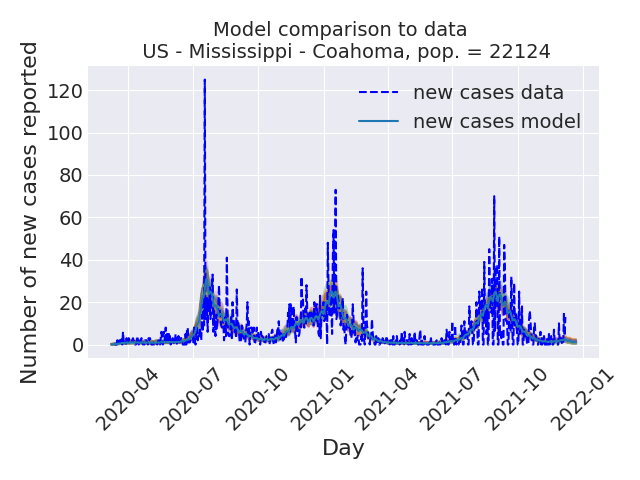 Model comparison to data
US - Mississippi - Coahoma, pop. = 22124
Number of new cases reported
120
100
80
60
40
20
0
new cases data
new cases model
2020-04
2020-07
2020-10
2021-01
2021-04
2021-07
2021-10
2022-01
Day